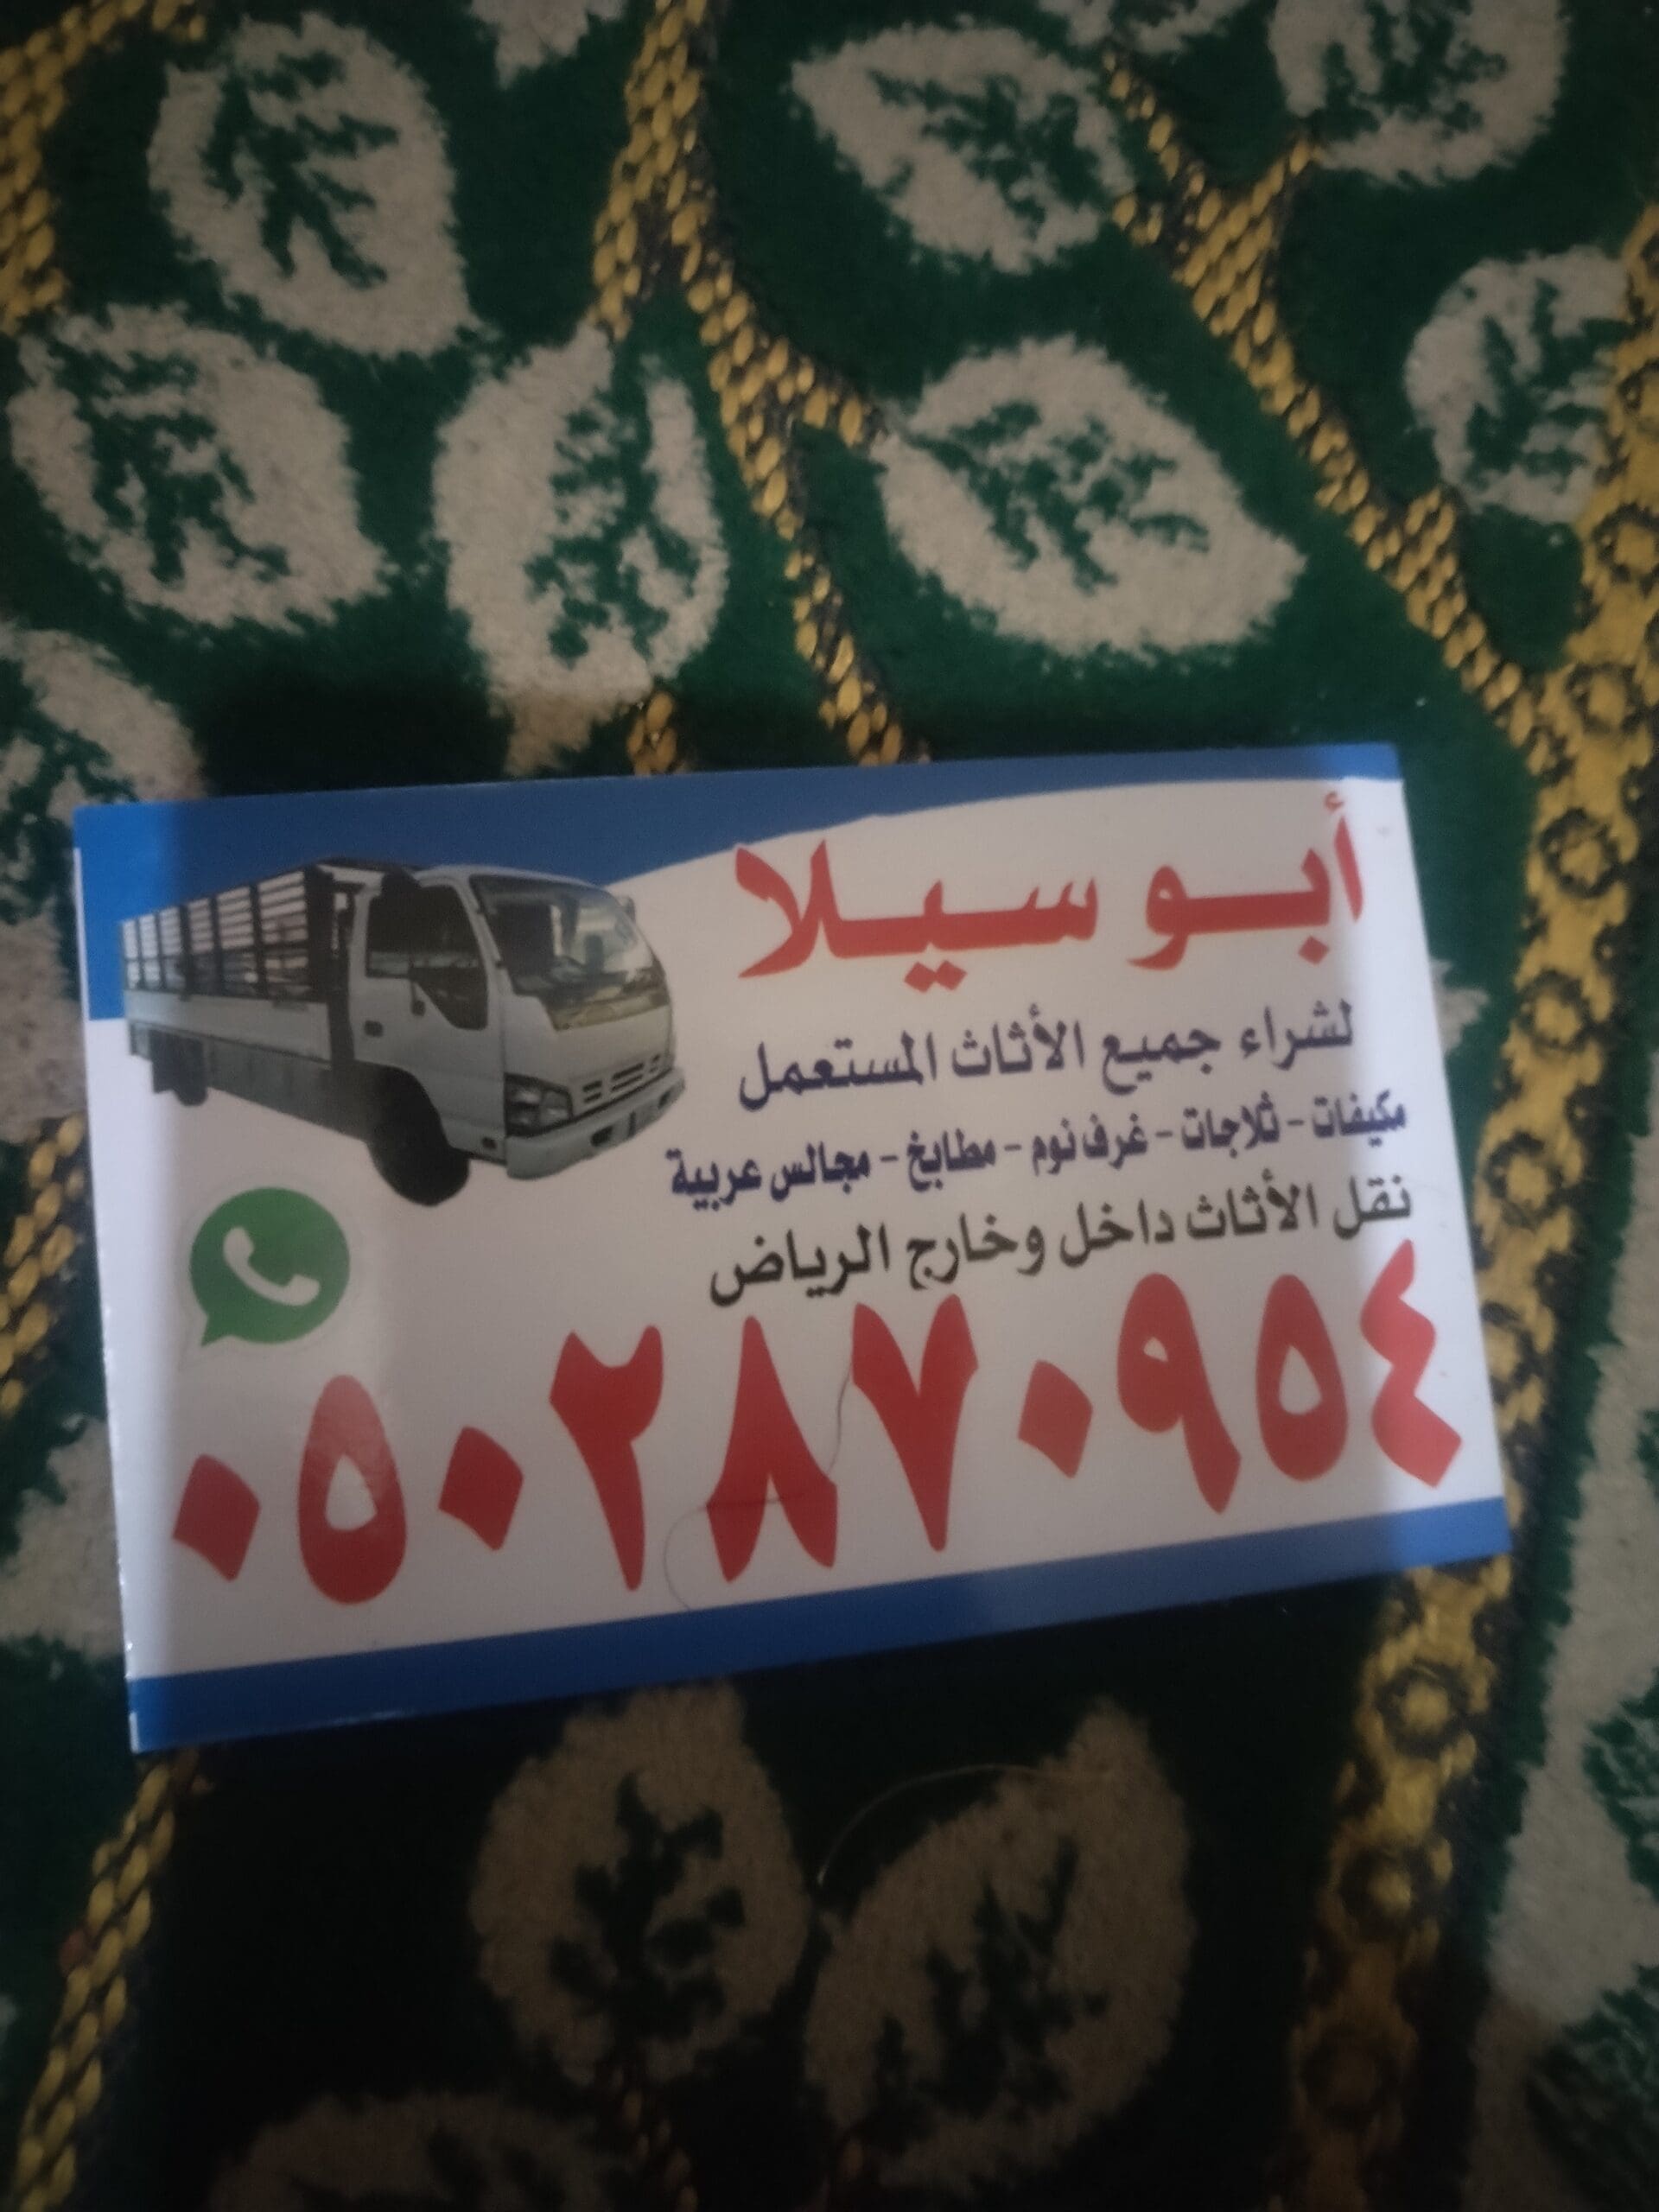 أبو سيلا
لشراء جميع الأثاث المستعمل
مكيفات - ثلاجات - غرف نوم - مطابخ - مجالس عربية
نقل الأثاث داخل وخارج الرياض
٠٥٠٢٨٧٠٩٥٤